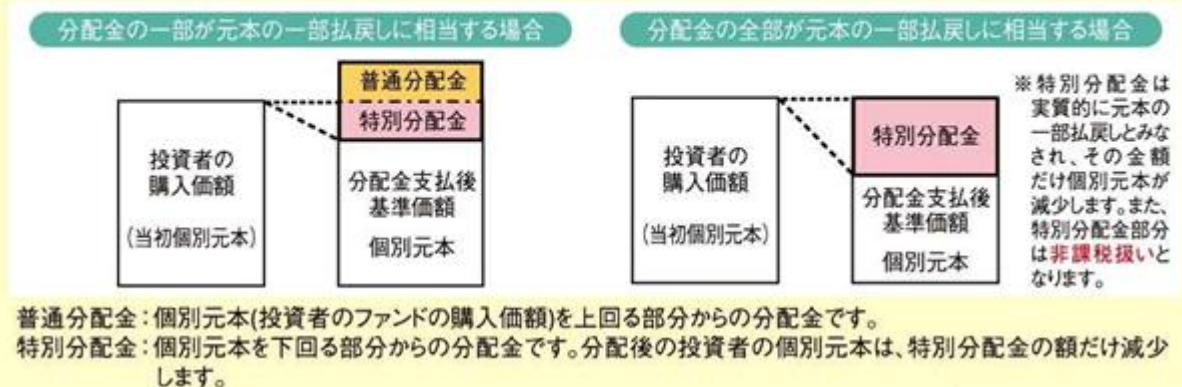 分配金の一部が元本の一部払戻しに相当する場合
普通分配金
特別分配金
投資者の
購入価額
(当初個別元本)
分配金支払後
基準価額
個別元本
分配金の全部が元本の一部払戻しに相当する場合
投資者の
購入価額
(当初個別元本)
特別分配金
分配金支払後
基準価額
個別元本
※特別分配金は
実質的に元本の
一部払戻しとみな
され、その金額
だけ個別元本が
減少します。また、
特別分配金部分
は非課税扱いと
なります。
普通分配金:個別元本(投資者のファンドの購入価額)を上回る部分からの分配金です。
特別分配金:個別元本を下回る部分からの分配金です。分配後の投資者の個別元本は、特別分配金の額だけ減少
します。